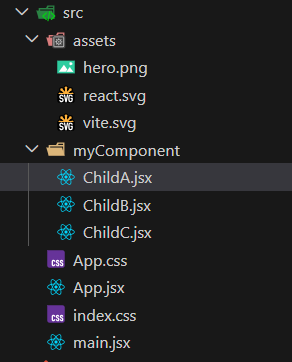 src
assets
hero.png
SVG react.svg
SVG vite.svg
myComponent
ChildA.jsx
ChildB.jsx
ChildC.jsx
CSS App.css
App.jsx
CSS index.css
main.jsx